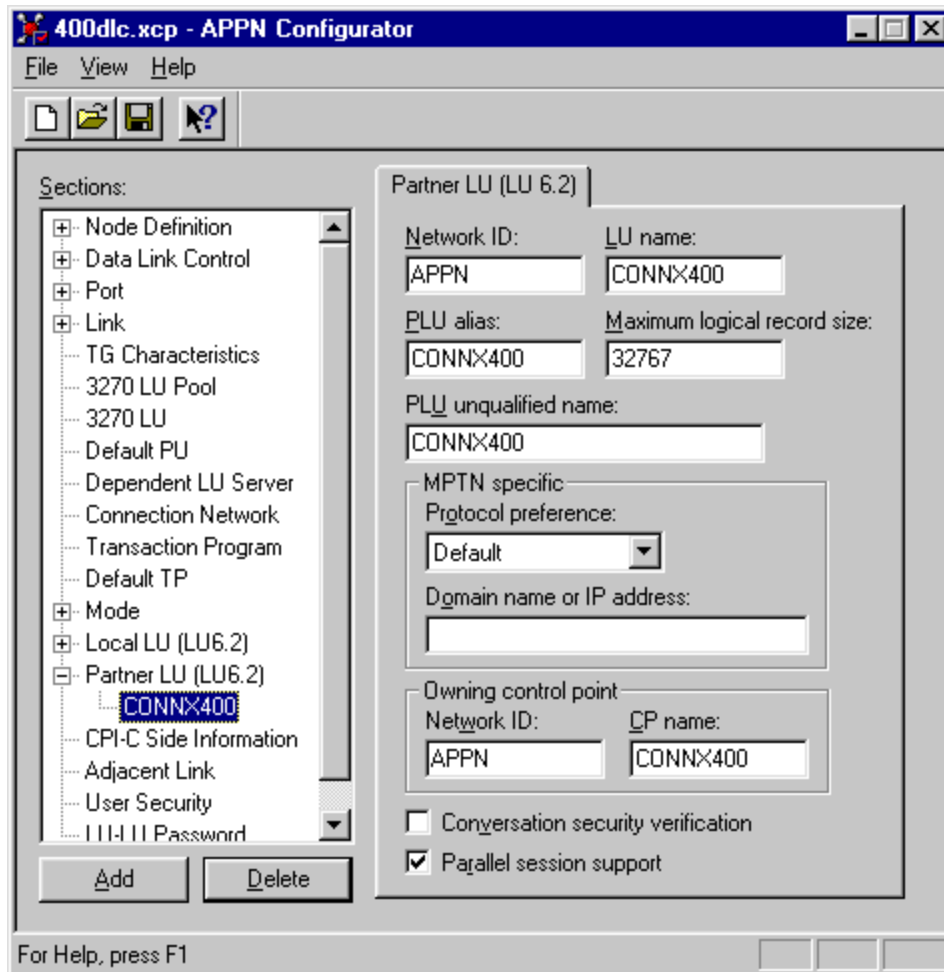 400dlc.xcp - APPN Configurator
File View Help
Sections:
Node Definition
Data Link Control
Port
Link
TG Characteristics
3270 LU Pool
3270 LU
Default PU
Dependent LU Server
Connection Network
Transaction Program
Default TP
Mode
Local LU (LU6.2)
Partner LU (LU6.2)
CONNX400
CPI-C Side Information
Adjacent Link
User Security
LU-LU Password
Add Delete
Partner LU (LU 6.2)
Network ID: LU name:
APPN CONNX400
PLU alias: Maximum logical record size:
CONNX400 32767
PLU unqualified name:
CONNX400
MPTN specific
Protocol preference:
Default
Domain name or IP address:
Owning control point
Network ID: CP name:
APPN CONNX400
Conversation security verification
Parallel session support
For Help, press F1